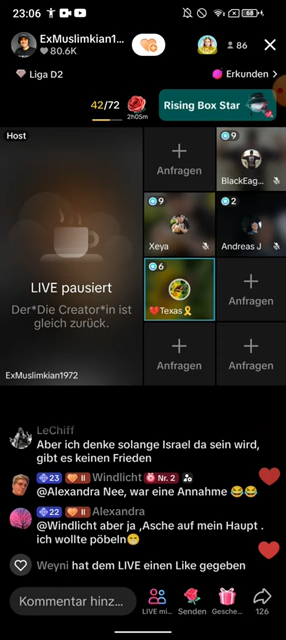 23:06
68
ExMuslimkian1...
80.6K
86
Liga D2
Erkunden >
42/72
2h05m
Rising Box Star
Host
Anfragen
9
BlackEag...
LIVE pausiert
Der*Die Creator*in ist
gleich zurück.
9
Xeya
2
Andreas J
6
❤️Texas🎗️
Anfragen
Anfragen
Anfragen
ExMuslimkian1972
LeChiff
Aber ich denke solange Israel da sein wird,
gibt es keinen Frieden
23 II Windlicht Nr. 2
@Alexandra Nee, war eine Annahme 😂😂
22 II Alexandra
@Windlicht aber ja ,Asche auf mein Haupt .
ich wollte pöbeln😁
Weyni hat dem LIVE einen Like gegeben
Kommentar hinz...
LIVE mi...
Senden
Gesche...
126